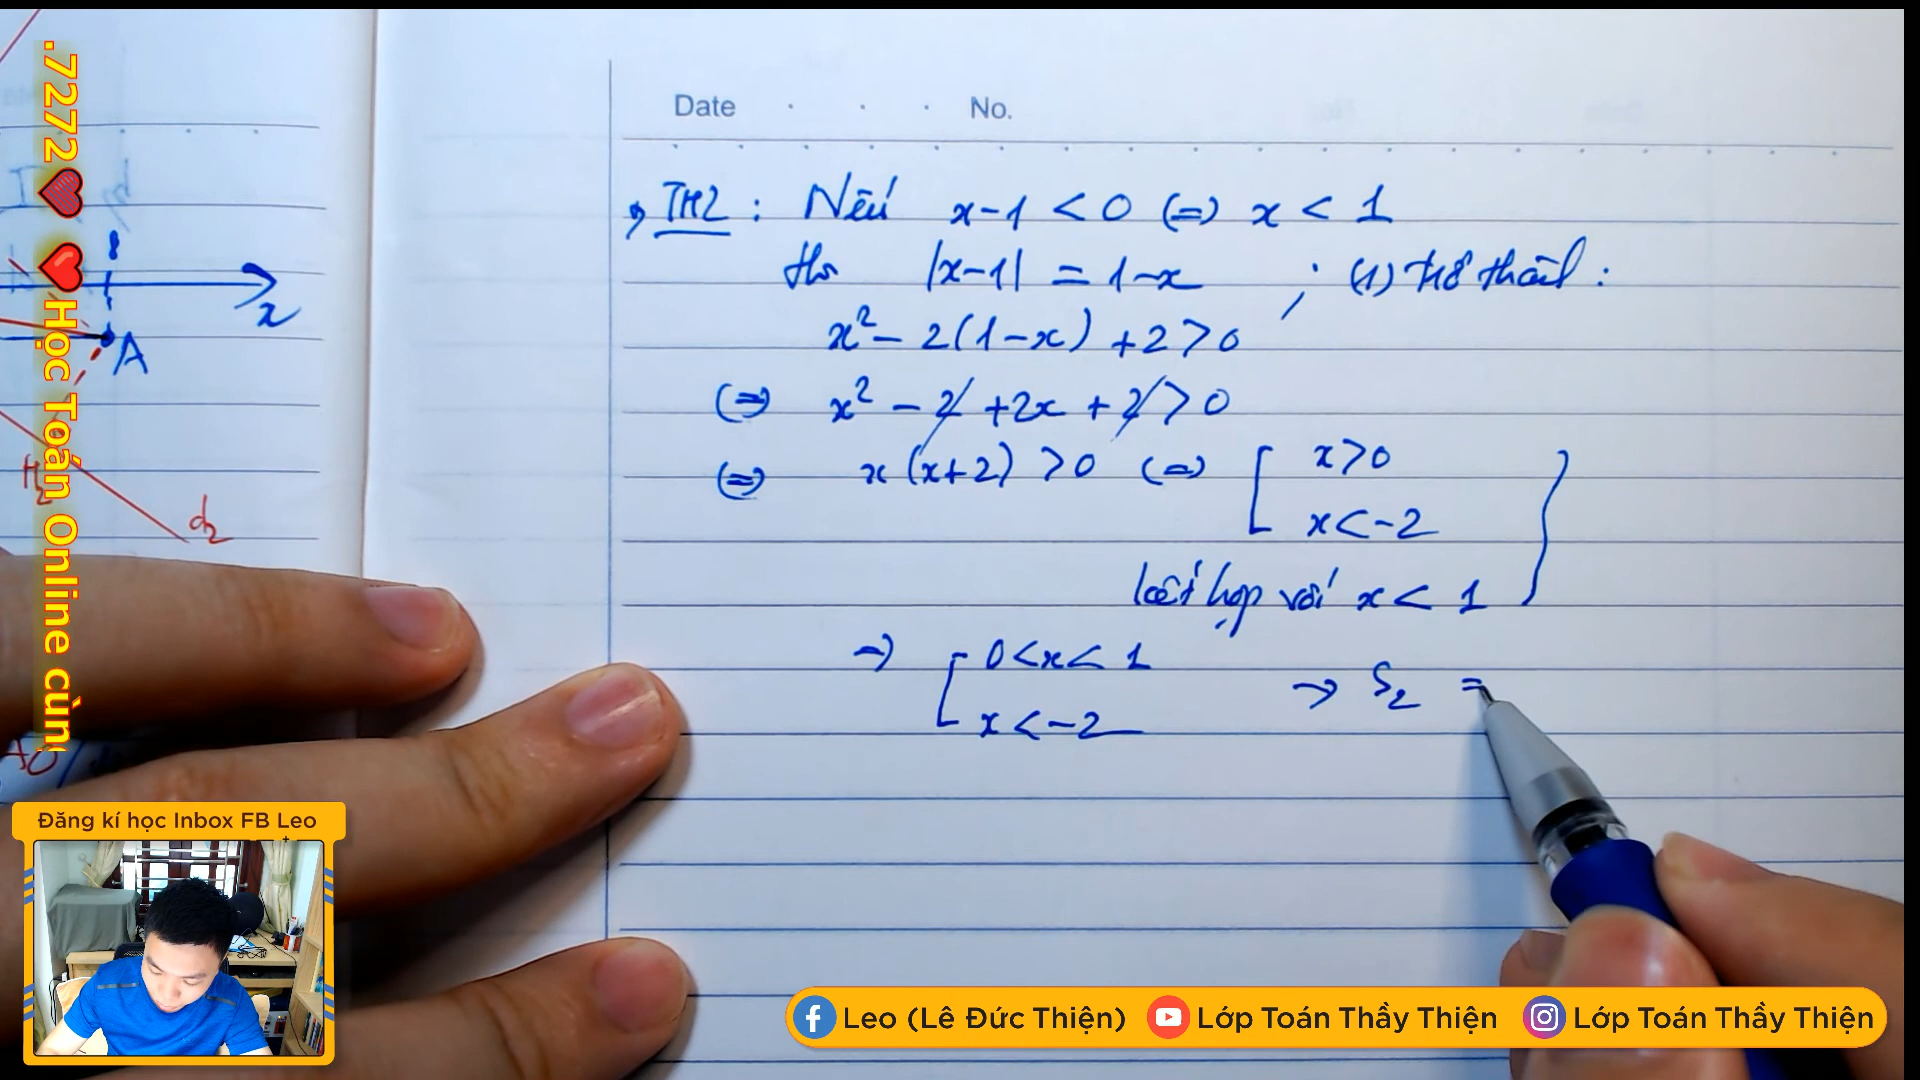 .7272❤️ ❤️Học Toán Online cùng
Date . . . No.
x
A
d2
→ TH2 : Nếu x-1 < 0 (=) x < 1
thì |x-1| = 1-x ; (1) trở thành :
x² - 2(1-x) + 2 > 0
(=) x² - 2 + 2x + 2 > 0
(=) x(x+2) > 0 (=) [ x > 0
x < -2
kết hợp với x < 1 }
→ [ 0 < x < 1
x < -2
→ S2 =
Đăng kí học Inbox FB Leo
Leo (Lê Đức Thiện) Lớp Toán Thầy Thiện Lớp Toán Thầy Thiện